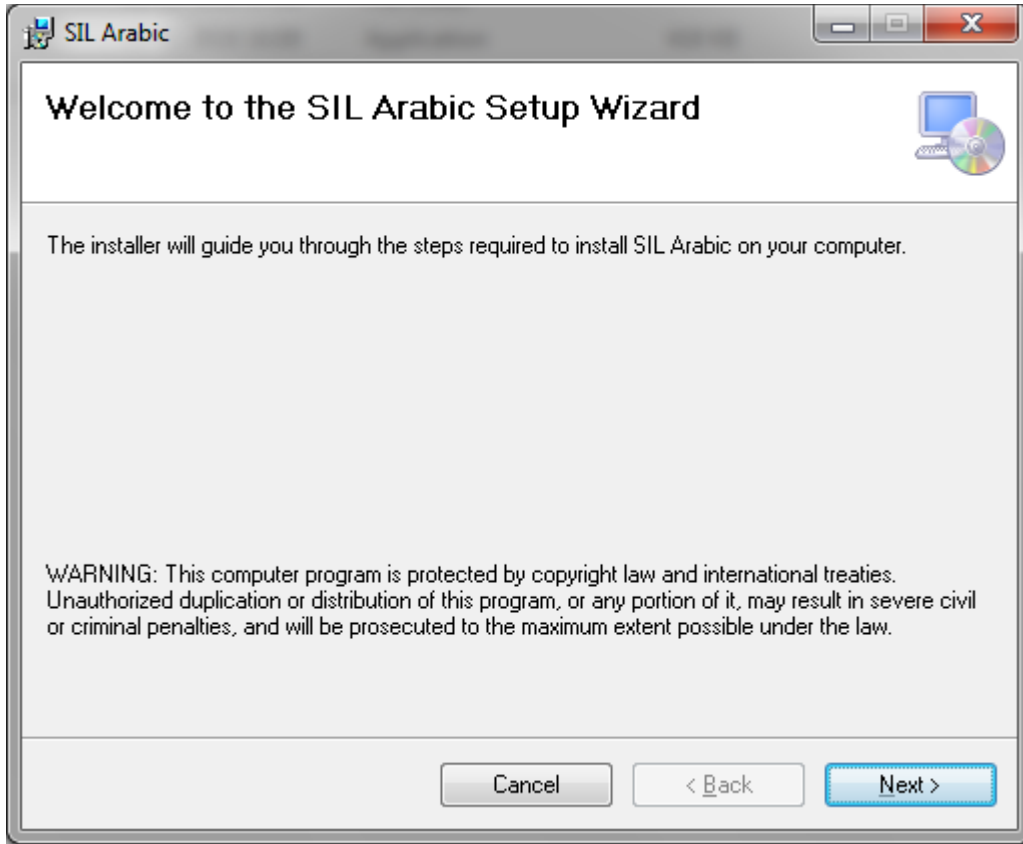 SIL Arabic
Welcome to the SIL Arabic Setup Wizard
The installer will guide you through the steps required to install SIL Arabic on your computer.
WARNING: This computer program is protected by copyright law and international treaties.
Unauthorized duplication or distribution of this program, or any portion of it, may result in severe civil
or criminal penalties, and will be prosecuted to the maximum extent possible under the law.
Cancel < Back Next >